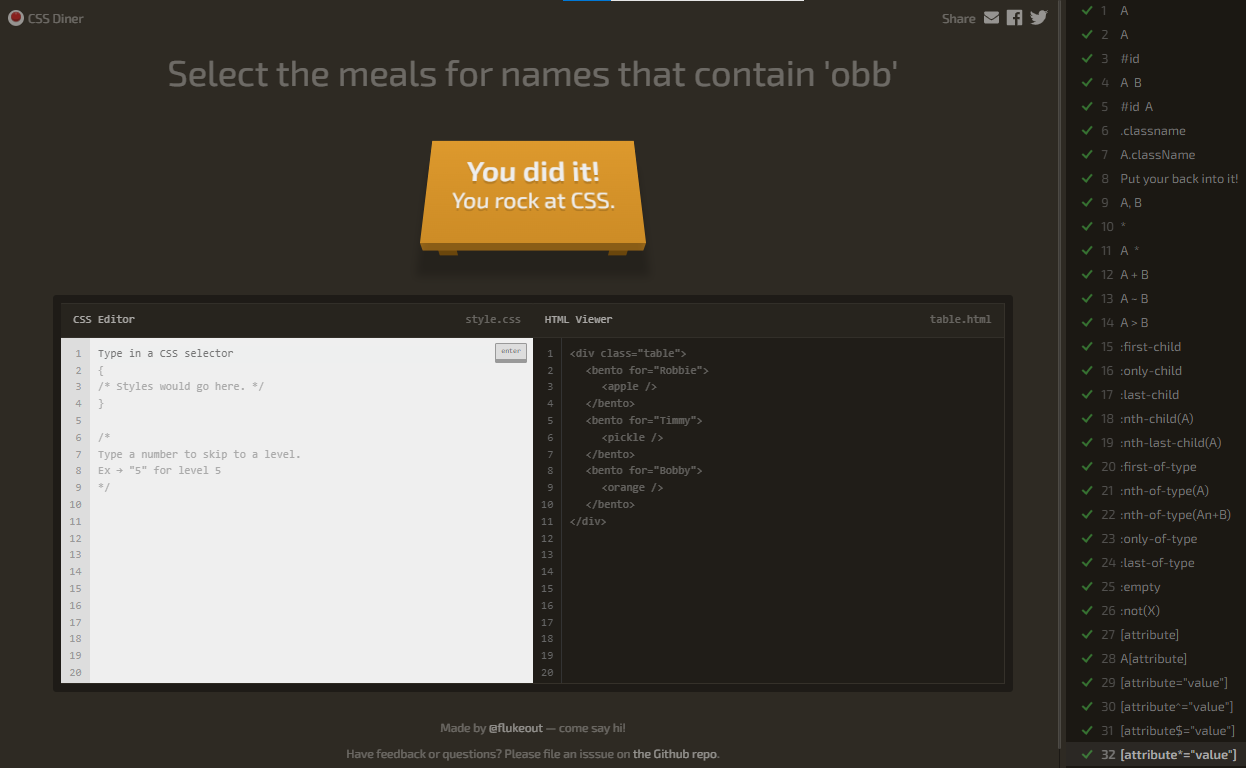 CSS Diner
Share
Select the meals for names that contain 'obb'
You did it!
You rock at CSS.
CSS Editor style.css
1 Type in a CSS selector enter
2 {
3 /* Styles would go here. */
4 }
5
6 /*
7 Type a number to skip to a level.
8 Ex → "5" for level 5
9 */
10
11
12
13
14
15
16
17
18
19
20
HTML Viewer table.html
1 <div class="table">
2 <bento for="Robbie">
3 <apple />
4 </bento>
5 <bento for="Timmy">
6 <pickle />
7 </bento>
8 <bento for="Bobby">
9 <orange />
10 </bento>
11 </div>
12
13
14
15
16
17
18
19
20
Made by @flukeout — come say hi!
Have feedback or questions? Please file an isssue on the Github repo.
1 A
2 A
3 #id
4 A B
5 #id A
6 .classname
7 A.className
8 Put your back into it!
9 A, B
10 *
11 A *
12 A + B
13 A ~ B
14 A > B
15 :first-child
16 :only-child
17 :last-child
18 :nth-child(A)
19 :nth-last-child(A)
20 :first-of-type
21 :nth-of-type(A)
22 :nth-of-type(An+B)
23 :only-of-type
24 :last-of-type
25 :empty
26 :not(X)
27 [attribute]
28 A[attribute]
29 [attribute="value"]
30 [attribute^="value"]
31 [attribute$="value"]
32 [attribute*="value"]